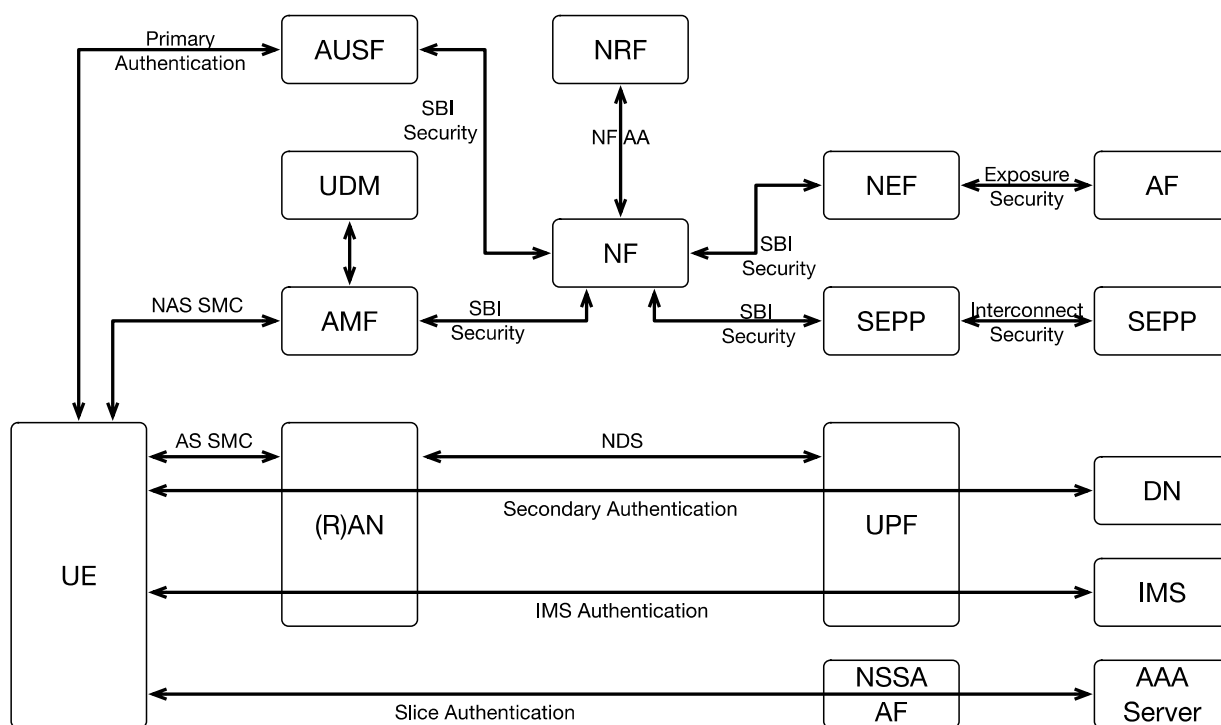 Primary
Authentication
AUSF
NRF
SBI
Security
NF AA
UDM
NEF
Exposure
Security
AF
NF
SBI
Security
NAS SMC
AMF
SBI
Security
SBI
Security
SEPP
Interconnect
Security
SEPP
AS SMC
NDS
Secondary Authentication
DN
(R)AN
UPF
UE
IMS Authentication
IMS
NSSA
AF
AAA
Server
Slice Authentication